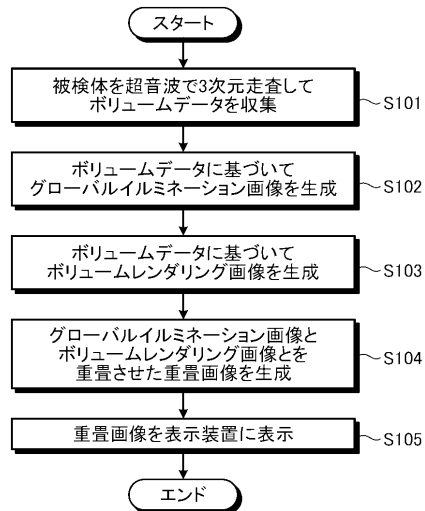 スタート
被検体を超音波で3次元走査して
ボリュームデータを収集
S101
ボリュームデータに基づいて
グローバルイルミネーション画像を生成
S102
ボリュームデータに基づいて
ボリュームレンダリング画像を生成
S103
グローバルイルミネーション画像と
ボリュームレンダリング画像とを
重畳させた重畳画像を生成
S104
重畳画像を表示装置に表示
S105
エンド